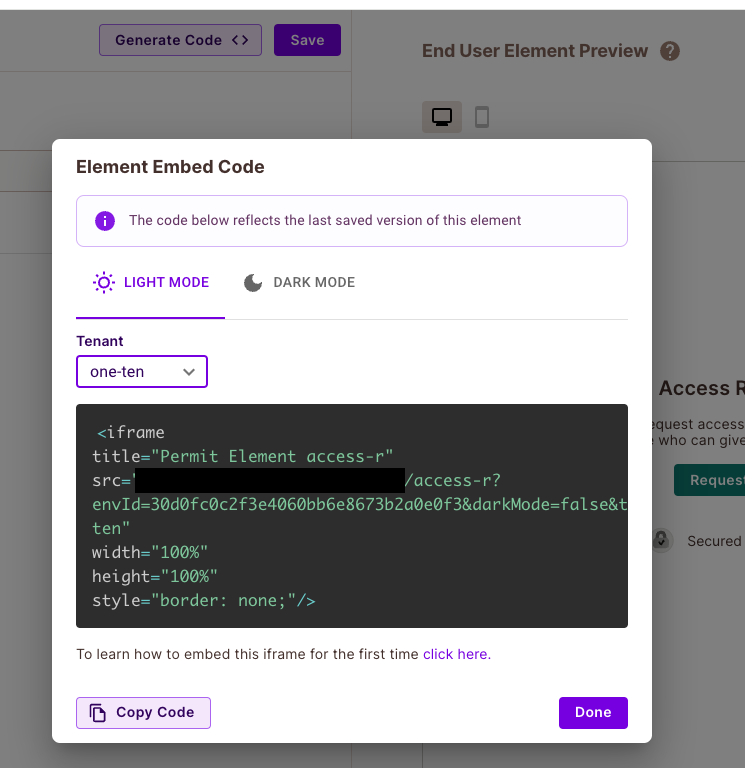 Generate Code <>
Save
End User Element Preview ?
Element Embed Code
i The code below reflects the last saved version of this element
LIGHT MODE
DARK MODE
Tenant
one-ten
<iframe
title="Permit Element access-r"
src=" /access-r?
envId=30d0fc0c2f3e4060bb6e8673b2a0e0f3&darkMode=false&t
ten"
width="100%"
height="100%"
style="border: none;"/>
Access R
equest access
who can give
Request
Secured
To learn how to embed this iframe for the first time click here.
Copy Code
Done